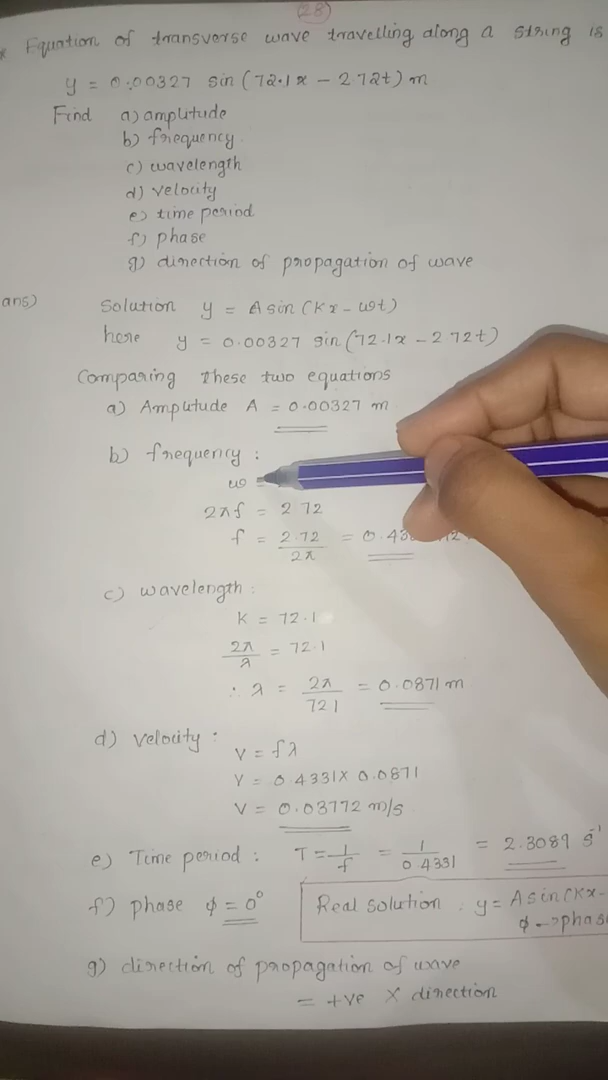 28
* Equation of transverse wave travelling along a string is
y = 0.00327 sin (72.1x - 2.72t) m
Find a) amplitude
b) frequency.
c) wavelength
d) velocity
e) time period
f) phase
g) direction of propagation of wave
ans) Solution y = A sin (Kx - ωt)
here y = 0.00327 sin (72.1x - 2.72t)
Comparing These two equations
a) Amplitude A = 0.00327 m
b) frequency :
ω =
2πf = 2.72
f = 2.72/2π = 0.43
c) wavelength :
K = 72.1
2π/λ = 72.1
∴ λ = 2π/721 = 0.0871 m
d) velocity :
V = fλ
V = 0.4331 x 0.0871
V = 0.03772 m/s
e) Time period : T = 1/f = 1/0.4331 = 2.3089 s⁻¹
f) phase φ = 0° Real solution : y = A sin (Kx -
φ -> phas
g) direction of propagation of wave
= +ve X direction